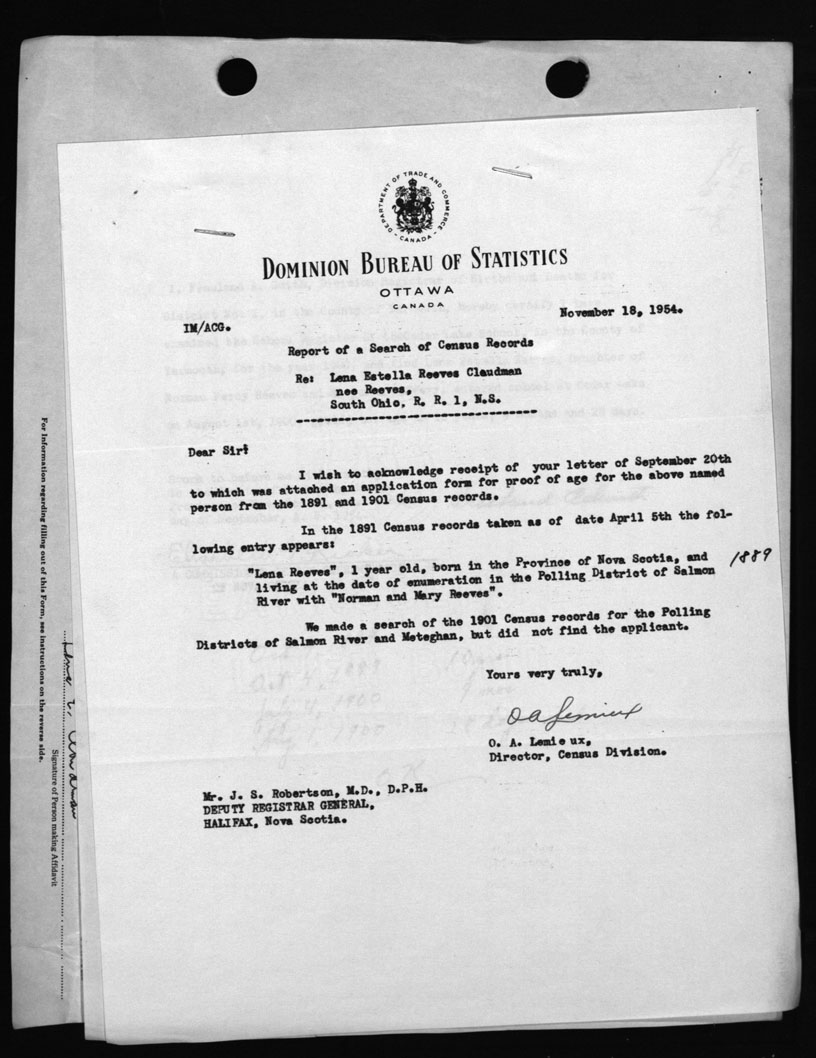 DEPARTMENT OF TRADE AND COMMERCE
- CANADA -
DOMINION BUREAU OF STATISTICS
OTTAWA
CANADA
November 18, 1954.
IM/ACG.
Report of a Search of Census Records
Re: Lena Estella Reeves Claudman
nee Reeves,
South Ohio, R. R. 1, N.S.
Dear Sir:
I wish to acknowledge receipt of your letter of September 20th
to which was attached an application form for proof of age for the above named
person from the 1891 and 1901 Census records.
In the 1891 Census records taken as of date April 5th the fol-
lowing entry appears:
"Lena Reeves", 1 year old, born in the Province of Nova Scotia, and
living at the date of enumeration in the Polling District of Salmon
River with "Norman and Mary Reeves".
1889
We made a search of the 1901 Census records for the Polling
Districts of Salmon River and Meteghan, but did not find the applicant.
Yours very truly,
O A Lemieux
O. A. Lemieux,
Director, Census Division.
Mr. J. S. Robertson, M.D., D.P.H.
DEPUTY REGISTRAR GENERAL,
HALIFAX, Nova Scotia.
For Information regarding filling out of this Form, see instructions on the reverse side.
Signature of Person making Affidavit